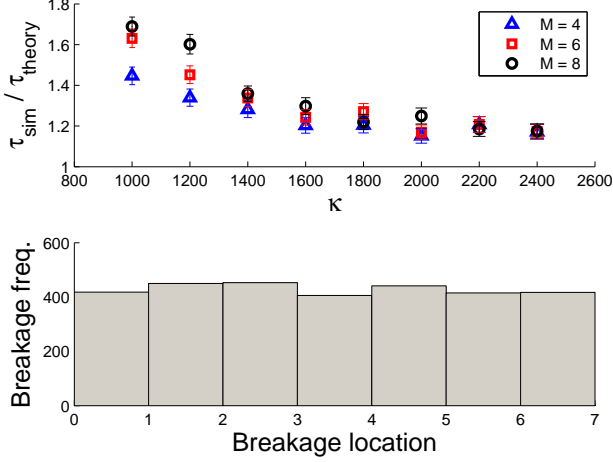 1.8
1.6
1.4
1.2
1
τsim / τtheory
M = 4
M = 6
M = 8
800 1000 1200 1400 1600 1800 2000 2200 2400 2600
κ
600
400
200
0
Breakage freq.
0 1 2 3 4 5 6 7
Breakage location